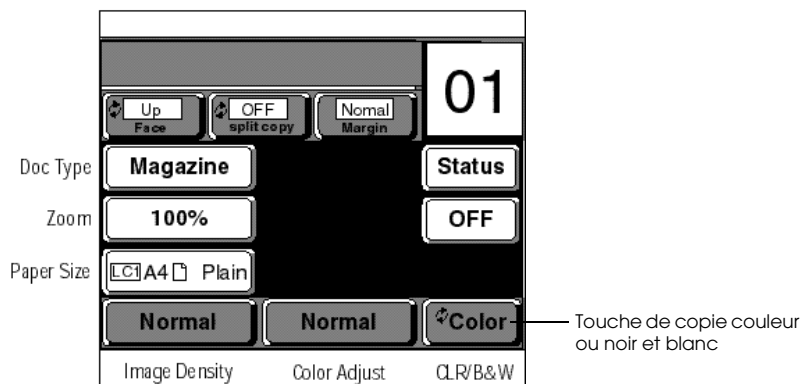 01
Up OFF Nomal
Face split copy Margin
Doc Type Magazine Status
Zoom 100% OFF
Paper Size LC1 A4 Plain
Normal Normal Color
Touche de copie couleur
ou noir et blanc
Image Density Color Adjust CLR/B&W